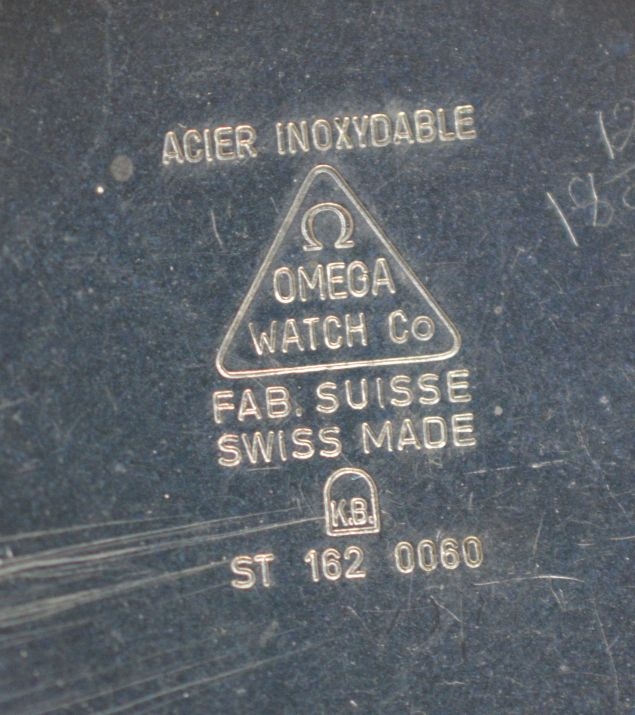 ACIER INOXYDABLE
Ω
OMEGA
WATCH Co
FAB. SUISSE
SWISS MADE
K.B.
ST 162 0060